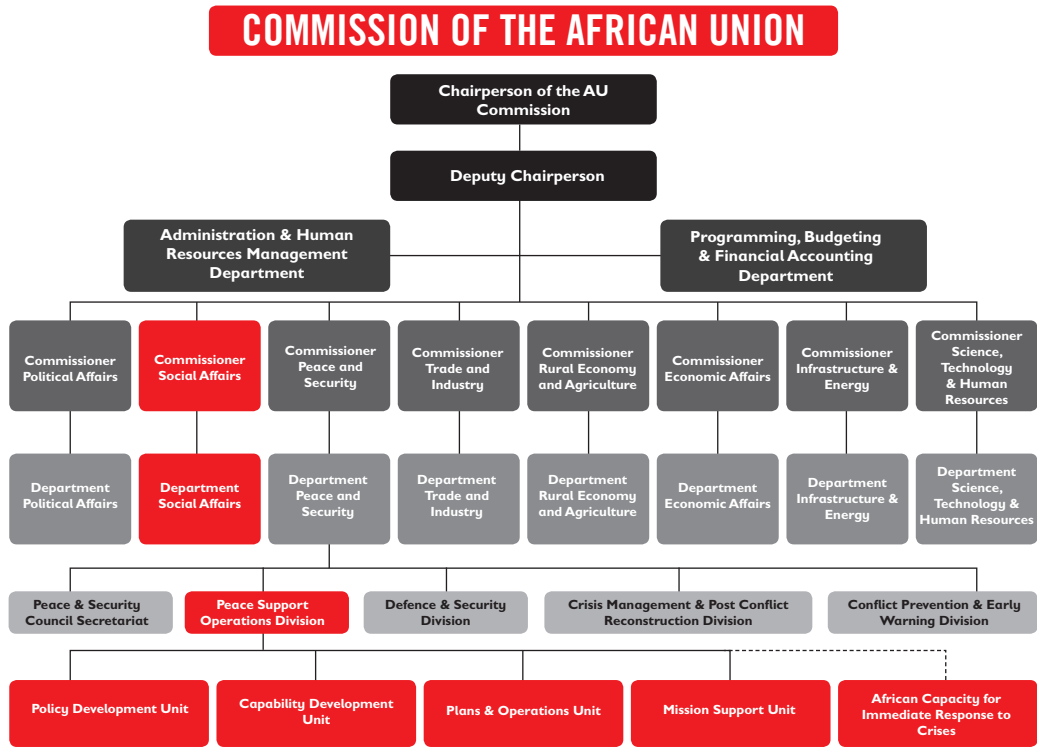 COMMISSION OF THE AFRICAN UNION
Chairperson of the AU
Commission
Deputy Chairperson
Administration & Human
Resources Management
Department
Programming, Budgeting
& Financial Accounting
Department
Commissioner
Political Affairs
Commissioner
Social Affairs
Commissioner
Peace and
Security
Commissioner
Trade and
Industry
Commissioner
Rural Economy
and Agriculture
Commissioner
Economic Affairs
Commissioner
Infrastructure &
Energy
Commissioner
Science,
Technology
& Human
Resources
Department
Political Affairs
Department
Social Affairs
Department
Peace and
Security
Department
Trade and
Industry
Department
Rural Economy
and Agriculture
Department
Economic Affairs
Department
Infrastructure &
Energy
Department
Science,
Technology &
Human Resources
Peace & Security
Council Secretariat
Peace Support
Operations Division
Defence & Security
Division
Crisis Management & Post Conflict
Reconstruction Division
Conflict Prevention & Early
Warning Division
Policy Development Unit
Capability Development
Unit
Plans & Operations Unit
Mission Support Unit
African Capacity for
Immediate Response to
Crises